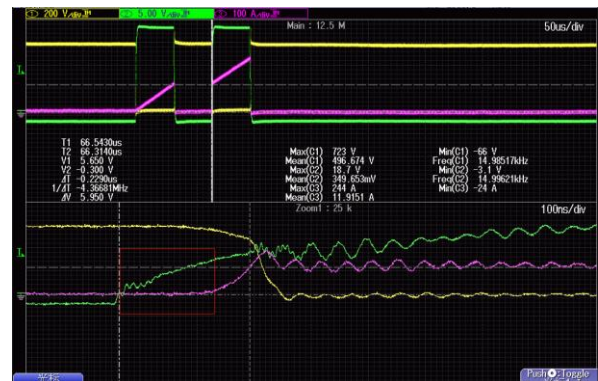 200 V/div 5.00 V/div 100 A/div
Main : 12.5 M 50us/div
T1 66.5430us
T2 66.3140us
V1 5.650 V
V2 -0.300 V
ΔT -0.2290us
1/ΔT -4.36681MHz
ΔV 5.950 V
Max(C1) 723 V Min(C1) -66 V
Mean(C1) 496.674 V Freq(C1) 14.98517kHz
Max(C2) 18.7 V Min(C2) -3.1 V
Mean(C2) 349.653mV Freq(C2) 14.99621kHz
Max(C3) 244 A Min(C3) -24 A
Mean(C3) 11.9151 A
Zoom1 : 25 k 100ns/div
Push :Toggle